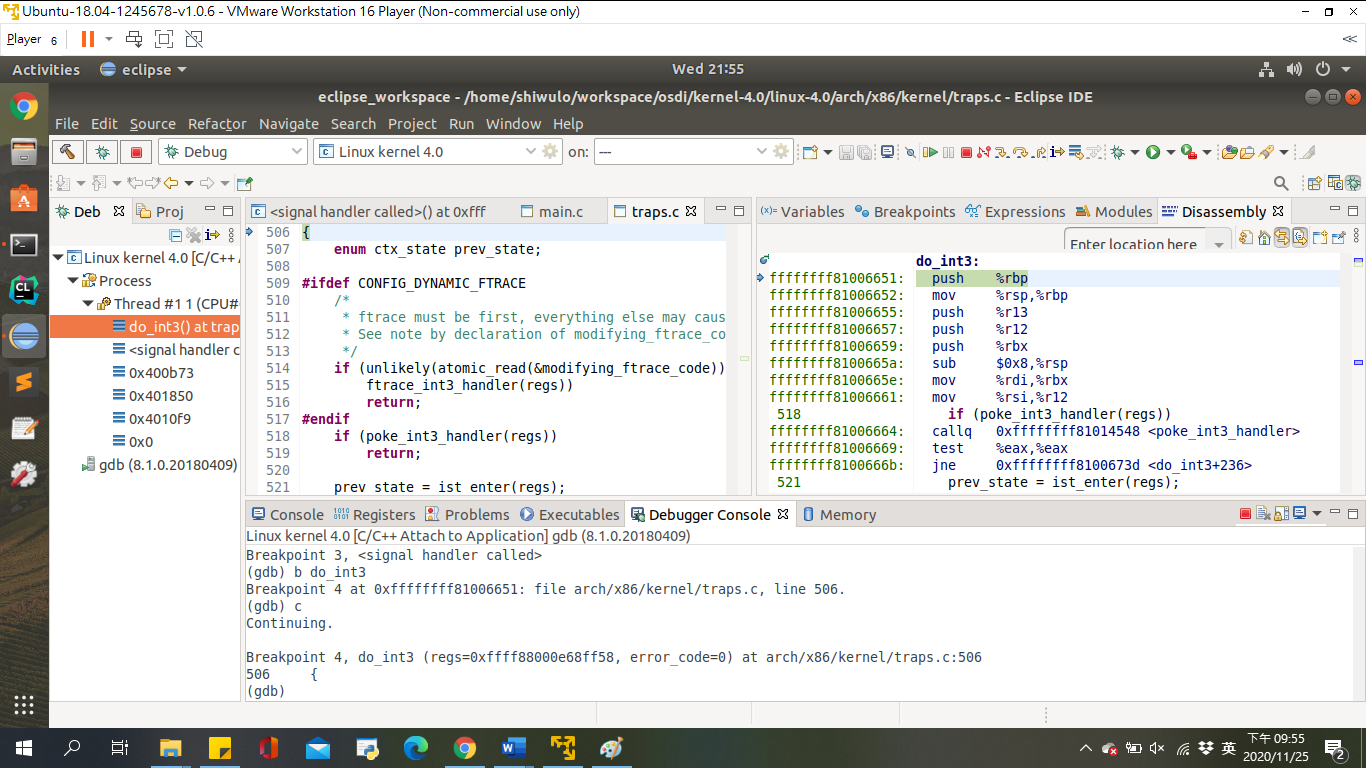 Ubuntu-18.04-1245678-v1.0.6 - VMware Workstation 16 Player (Non-commercial use only)
Player 6
Activities eclipse Wed 21:55
eclipse_workspace - /home/shiwulo/workspace/osdi/kernel-4.0/linux-4.0/arch/x86/kernel/traps.c - Eclipse IDE
File Edit Source Refactor Navigate Search Project Run Window Help
Debug Linux kernel 4.0 on: ---
Deb Proj
Linux kernel 4.0 [C/C++ A
Process
Thread #1 1 (CPU#
do_int3() at trap
<signal handler c
0x400b73
0x401850
0x4010f9
0x0
gdb (8.1.0.20180409)
<signal handler called>() at 0xfff main.c traps.c
506 {
507 enum ctx_state prev_state;
508
509 #ifdef CONFIG_DYNAMIC_FTRACE
510 /*
511 * ftrace must be first, everything else may caus
512 * See note by declaration of modifying_ftrace_co
513 */
514 if (unlikely(atomic_read(&modifying_ftrace_code))
515 ftrace_int3_handler(regs))
516 return;
517 #endif
518 if (poke_int3_handler(regs))
519 return;
520
521 prev_state = ist_enter(regs);
Variables Breakpoints Expressions Modules Disassembly
Enter location here
do_int3:
ffffffff81006651: push %rbp
ffffffff81006652: mov %rsp,%rbp
ffffffff81006655: push %r13
ffffffff81006657: push %r12
ffffffff81006659: push %rbx
ffffffff8100665a: sub $0x8,%rsp
ffffffff8100665e: mov %rdi,%rbx
ffffffff81006661: mov %rsi,%r12
518 if (poke_int3_handler(regs))
ffffffff81006664: callq 0xffffffff81014548 <poke_int3_handler>
ffffffff81006669: test %eax,%eax
ffffffff8100666b: jne 0xffffffff8100673d <do_int3+236>
521 prev_state = ist_enter(regs);
Console Registers Problems Executables Debugger Console Memory
Linux kernel 4.0 [C/C++ Attach to Application] gdb (8.1.0.20180409)
Breakpoint 3, <signal handler called>
(gdb) b do_int3
Breakpoint 4 at 0xffffffff81006651: file arch/x86/kernel/traps.c, line 506.
(gdb) c
Continuing.
Breakpoint 4, do_int3 (regs=0xffff88000e68ff58, error_code=0) at arch/x86/kernel/traps.c:506
506 {
(gdb)
英 下午 09:55
2020/11/25
2